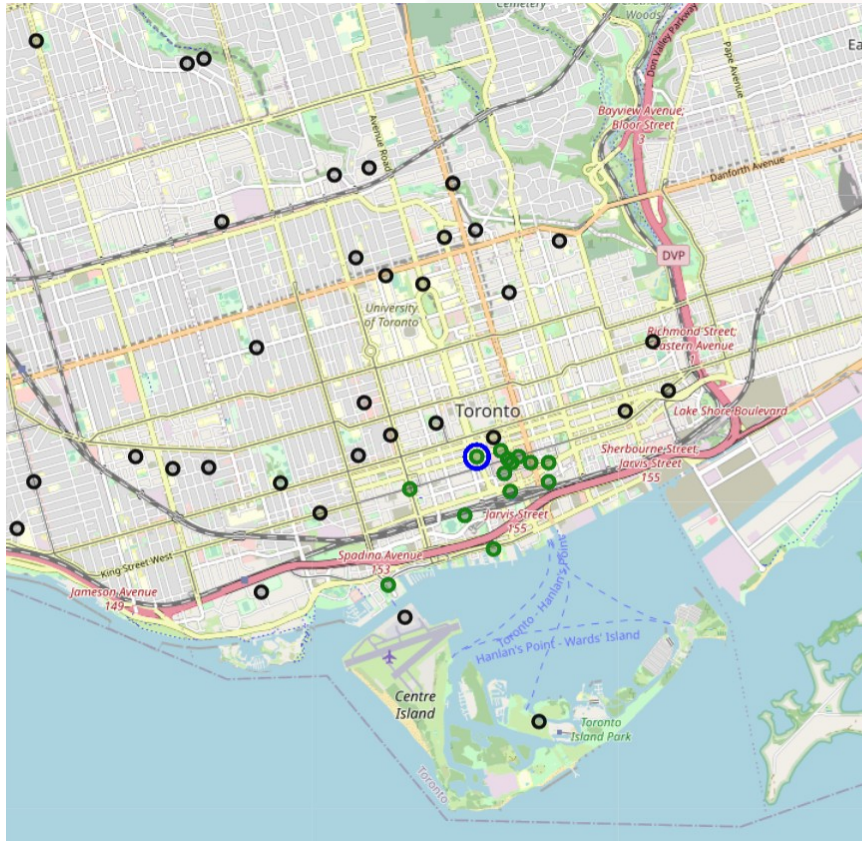 Cemetery
Woods
Don Valley Parkway
Pape Avenue
Ea
Avenue Road
Bayview Avenue;
Bloor Street
3
Danforth Avenue
DVP
University
of Toronto
Richmond Street;
Eastern Avenue
Toronto
Lake Shore Boulevard
Sherbourne Street;
Jarvis Street
155
Jarvis Street
155
Spadina Avenue
153
King Street West
Jameson Avenue
149
Toronto - Hanlan's Point
Hanlan's Point - Wards' Island
Hanlan's Point
Centre
Island
Toronto
Island Park
Toronto